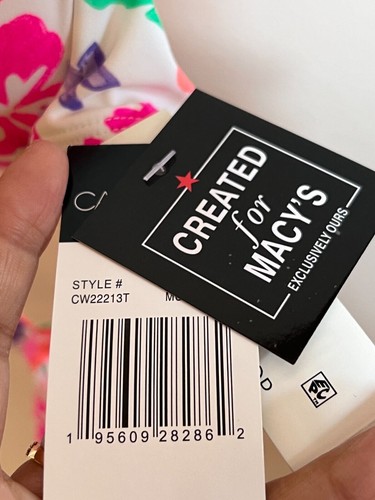 CREATED
for
MACY'S
EXCLUSIVELY OURS
STYLE #
CW22213T
1 95609 28286 2